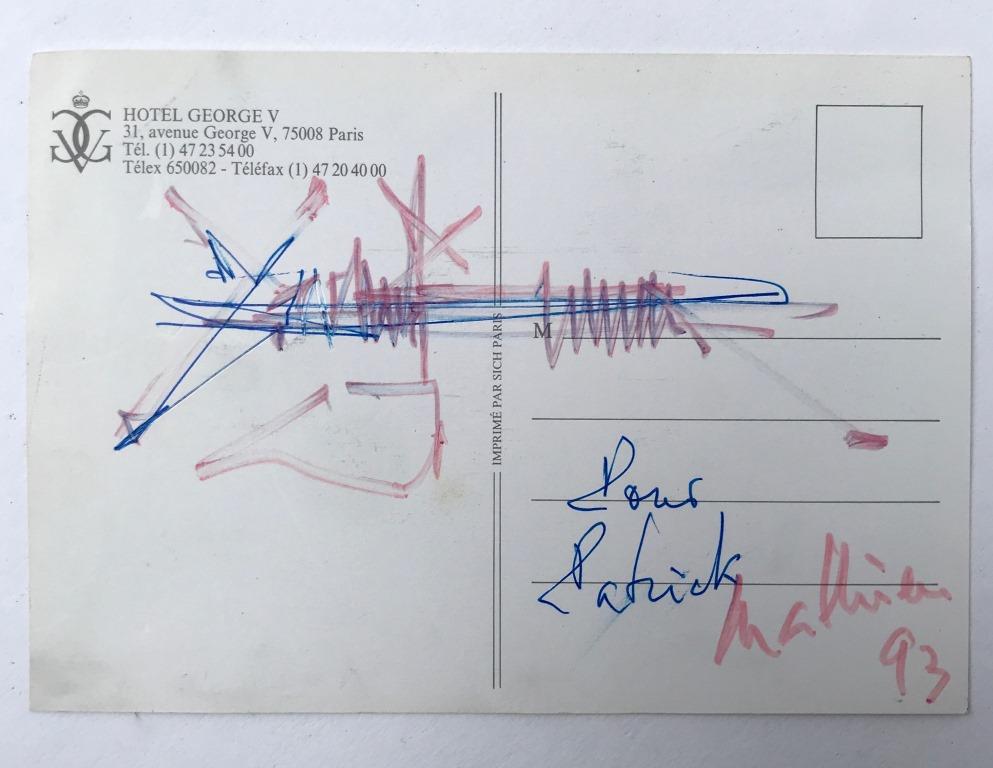 HOTEL GEORGE V
31, avenue George V, 75008 Paris
Tél. (1) 47 23 54 00
Télex 650082 - Téléfax (1) 47 20 40 00
IMPRIMÉ PAR SICH PARIS
M
Pour
Patrick
Mathieu
93